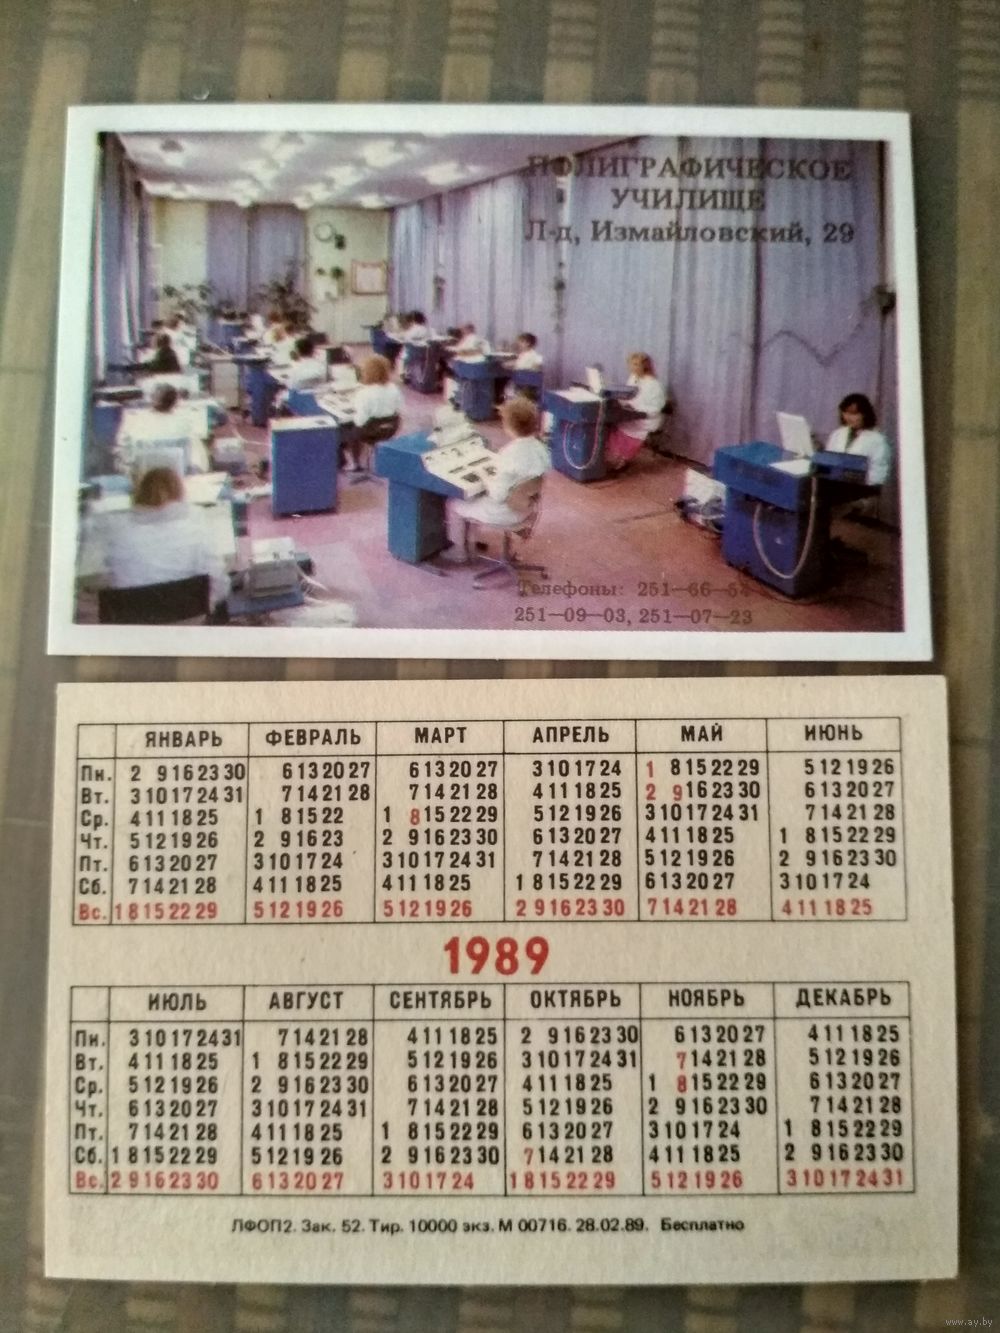 ПОЛИГРАФИЧЕСКОЕ
УЧИЛИЩЕ
Л-д, Измайловский, 29
Телефоны: 251—66—54
251—09—03, 251—07—23
ЯНВАРЬ ФЕВРАЛЬ МАРТ АПРЕЛЬ МАЙ ИЮНЬ
Пн. 2 9 16 23 30 6 13 20 27 6 13 20 27 3 10 17 24 1 8 15 22 29 5 12 19 26
Вт. 3 10 17 24 31 7 14 21 28 7 14 21 28 4 11 18 25 2 9 16 23 30 6 13 20 27
Ср. 4 11 18 25 1 8 15 22 1 8 15 22 29 5 12 19 26 3 10 17 24 31 7 14 21 28
Чт. 5 12 19 26 2 9 16 23 2 9 16 23 30 6 13 20 27 4 11 18 25 1 8 15 22 29
Пт. 6 13 20 27 3 10 17 24 3 10 17 24 31 7 14 21 28 5 12 19 26 2 9 16 23 30
Сб. 7 14 21 28 4 11 18 25 4 11 18 25 1 8 15 22 29 6 13 20 27 3 10 17 24
Вс. 1 8 15 22 29 5 12 19 26 5 12 19 26 2 9 16 23 30 7 14 21 28 4 11 18 25
1989
ИЮЛЬ АВГУСТ СЕНТЯБРЬ ОКТЯБРЬ НОЯБРЬ ДЕКАБРЬ
Пн. 3 10 17 24 31 7 14 21 28 4 11 18 25 2 9 16 23 30 6 13 20 27 4 11 18 25
Вт. 4 11 18 25 1 8 15 22 29 5 12 19 26 3 10 17 24 31 7 14 21 28 5 12 19 26
Ср. 5 12 19 26 2 9 16 23 30 6 13 20 27 4 11 18 25 1 8 15 22 29 6 13 20 27
Чт. 6 13 20 27 3 10 17 24 31 7 14 21 28 5 12 19 26 2 9 16 23 30 7 14 21 28
Пт. 7 14 21 28 4 11 18 25 1 8 15 22 29 6 13 20 27 3 10 17 24 1 8 15 22 29
Сб. 1 8 15 22 29 5 12 19 26 2 9 16 23 30 7 14 21 28 4 11 18 25 2 9 16 23 30
Вс. 2 9 16 23 30 6 13 20 27 3 10 17 24 1 8 15 22 29 5 12 19 26 3 10 17 24 31
ЛФОП2. Зак. 52. Тир. 10000 экз. М 00716. 28.02.89. Бесплатно
www.ay.by